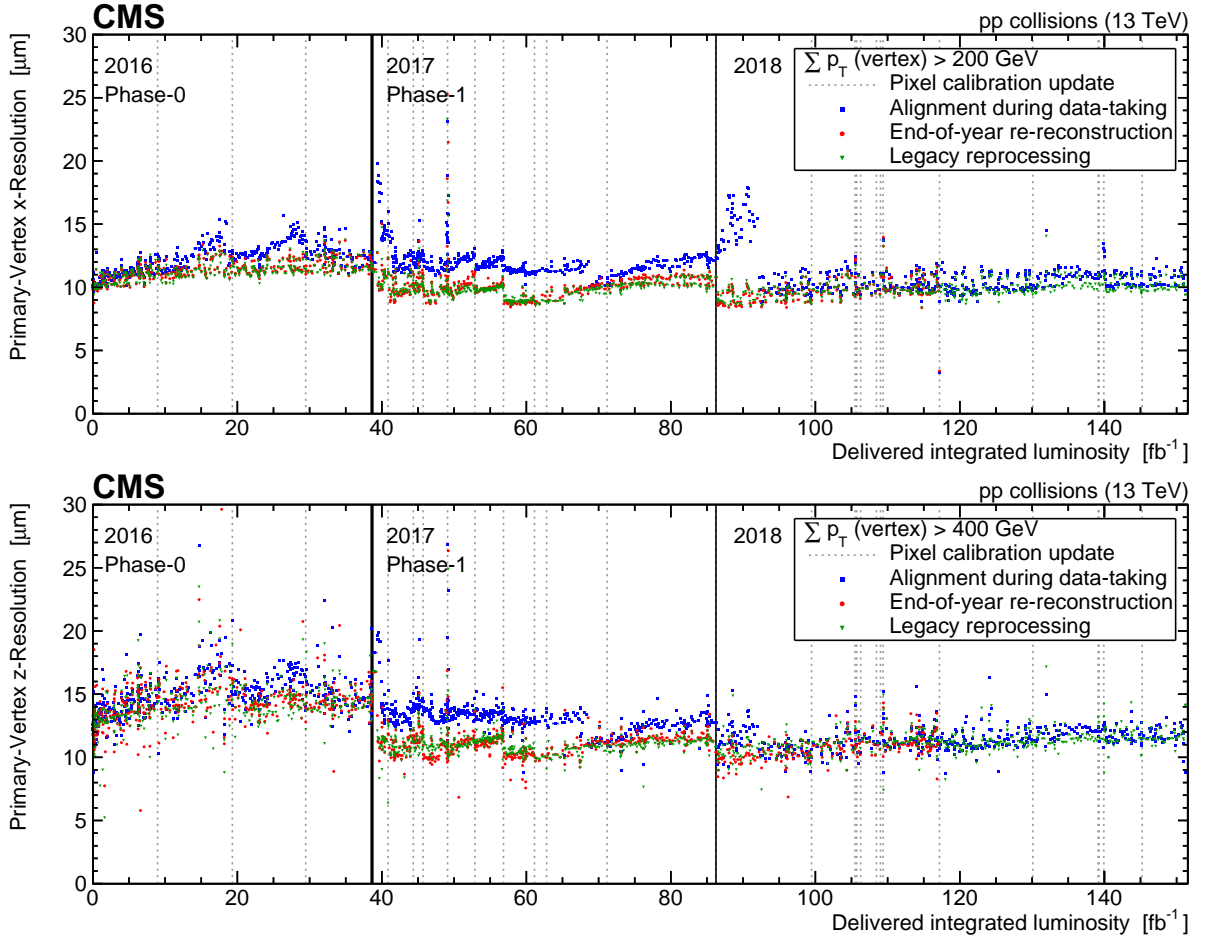 CMS
pp collisions (13 TeV)
Primary-Vertex x-Resolution [μm]
30
25
20
15
10
5
0
2016
Phase-0
2017
Phase-1
2018
∑ p_T (vertex) > 200 GeV
Pixel calibration update
Alignment during data-taking
End-of-year re-reconstruction
Legacy reprocessing
0 20 40 60 80 100 120 140
Delivered integrated luminosity [fb⁻¹]
CMS
pp collisions (13 TeV)
Primary-Vertex z-Resolution [μm]
30
25
20
15
10
5
0
2016
Phase-0
2017
Phase-1
2018
∑ p_T (vertex) > 400 GeV
Pixel calibration update
Alignment during data-taking
End-of-year re-reconstruction
Legacy reprocessing
0 20 40 60 80 100 120 140
Delivered integrated luminosity [fb⁻¹]